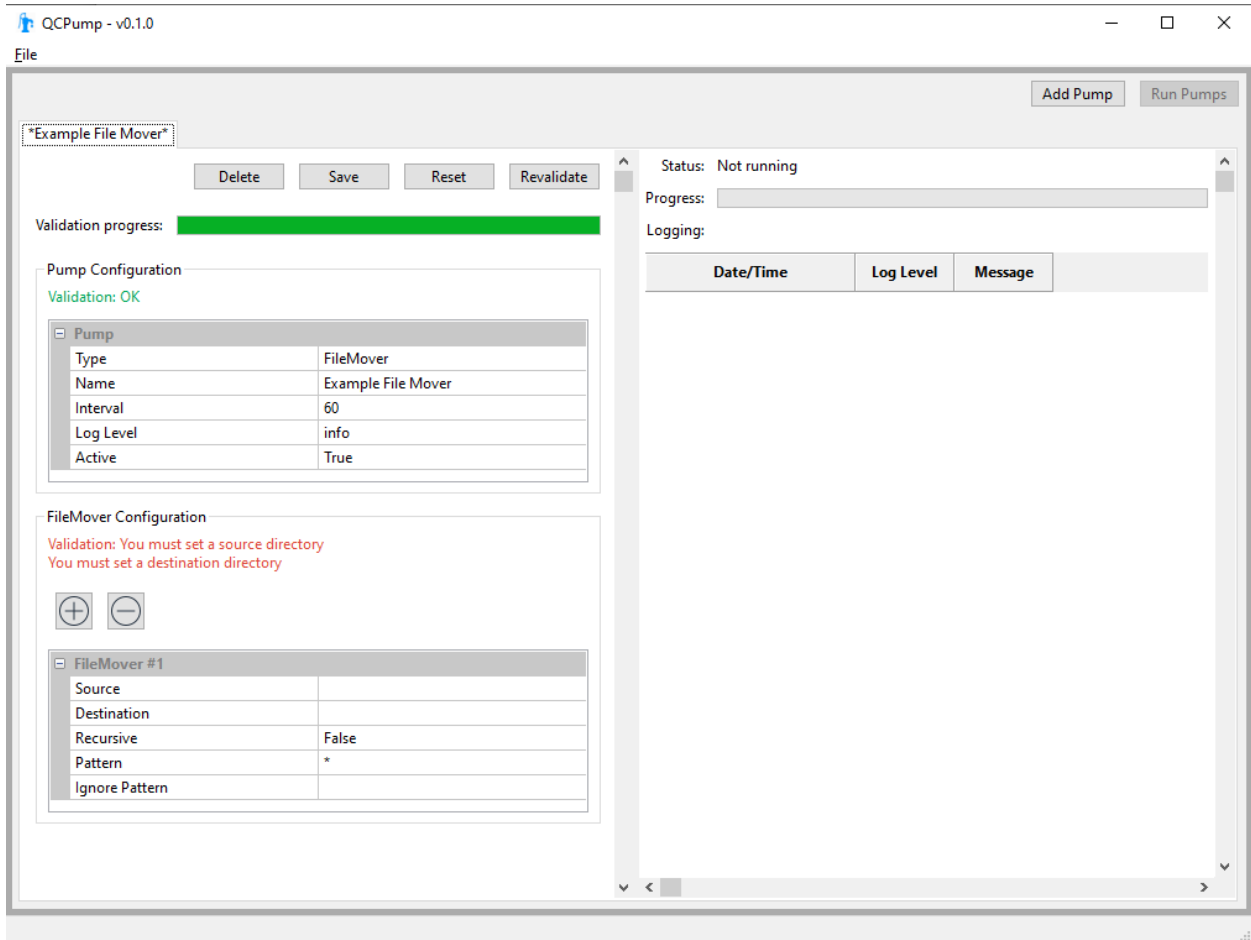 QCPump - v0.1.0
File
Add Pump Run Pumps
*Example File Mover*
Delete Save Reset Revalidate
Validation progress:
Pump Configuration
Validation: OK
Pump
Type FileMover
Name Example File Mover
Interval 60
Log Level info
Active True
FileMover Configuration
Validation: You must set a source directory
You must set a destination directory
FileMover #1
Source
Destination
Recursive False
Pattern *
Ignore Pattern
Status: Not running
Progress:
Logging:
Date/Time Log Level Message